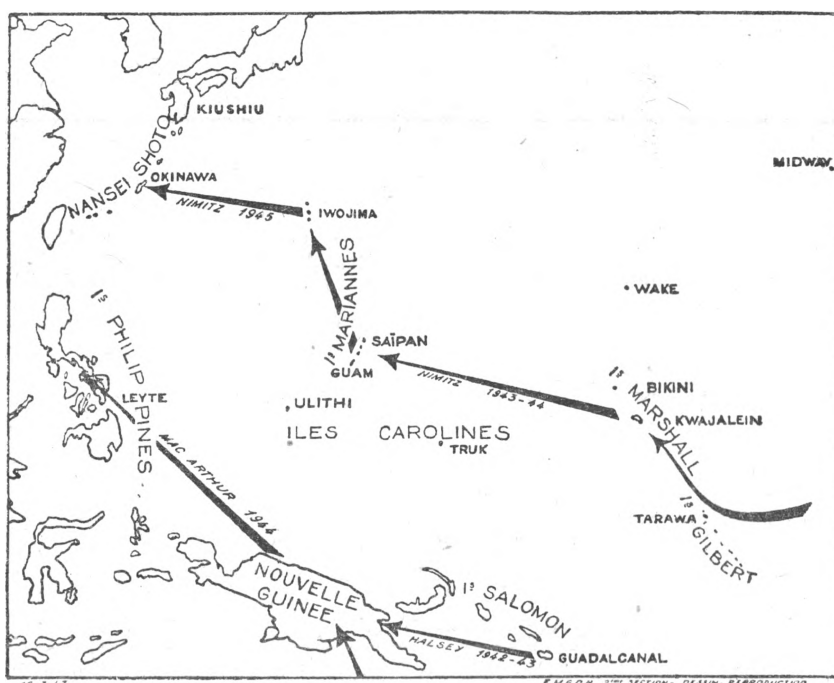 KIUSHIU
NANSEI SHOTO
OKINAWA
MIDWAY
NIMITZ 1945
IWOJIMA
Is MARIANNES
WAKE
SAÏPAN
GUAM
Is PHILIPPINES
LEYTE
NIMITZ 1943-44
Is MARSHALL
BIKINI
KWAJALEIN
ULITHI
ILES CAROLINES
TRUK
MAC ARTHUR 1944
TARAWA
Is GILBERT
NOUVELLE
GUINEE
Is SALOMON
HALSEY 1942-43
GUADALCANAL